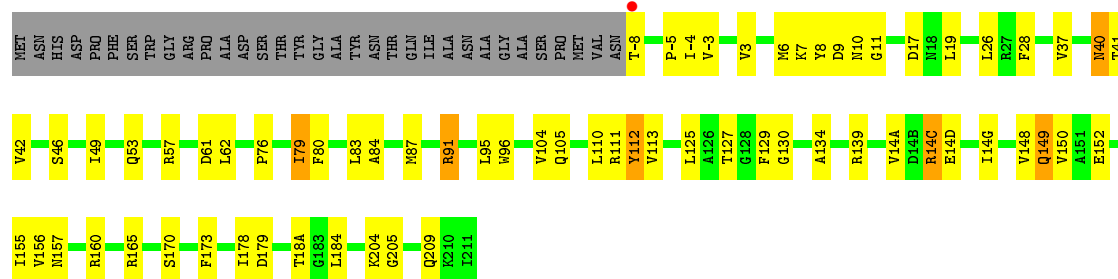 MET ASN HIS ASP PRO PHE SER TRP GLY ARG PRO ALA ASP SER THR TYR GLY ALA TYR ASN THR GLN ILE ALA ASN ALA GLY ALA SER PRO MET VAL ASN T-8 P-5 I-4 V-3 V3 M6 K7 Y8 D9 N10 G11 D17 N18 L19 L26 R27 F28 V37 N40 T41
V42 S46 I49 Q53 R57 D61 L62 P76 I79 F80 L83 A84 M87 R91 L95 W96 V104 Q105 L110 R111 Y112 V113 L125 A126 T127 G128 F129 G130 A134 R139 V14A D14B R14C E14D I14G V148 Q149 V150 A151 E152
I155 V156 N157 R160 R165 S170 F173 I178 D179 T18A G183 L184 K204 G205 Q209 K210 I211